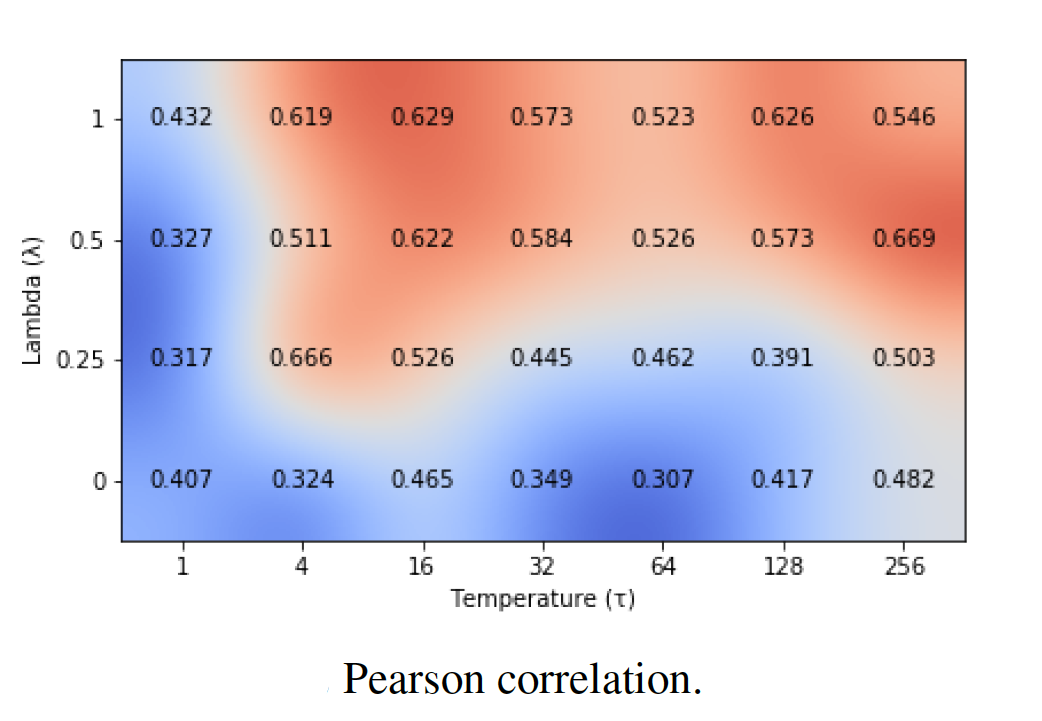 1 0.432 0.619 0.629 0.573 0.523 0.626 0.546
0.5 0.327 0.511 0.622 0.584 0.526 0.573 0.669
Lambda (λ)
0.25 0.317 0.666 0.526 0.445 0.462 0.391 0.503
0 0.407 0.324 0.465 0.349 0.307 0.417 0.482
1 4 16 32 64 128 256
Temperature (τ)
Pearson correlation.